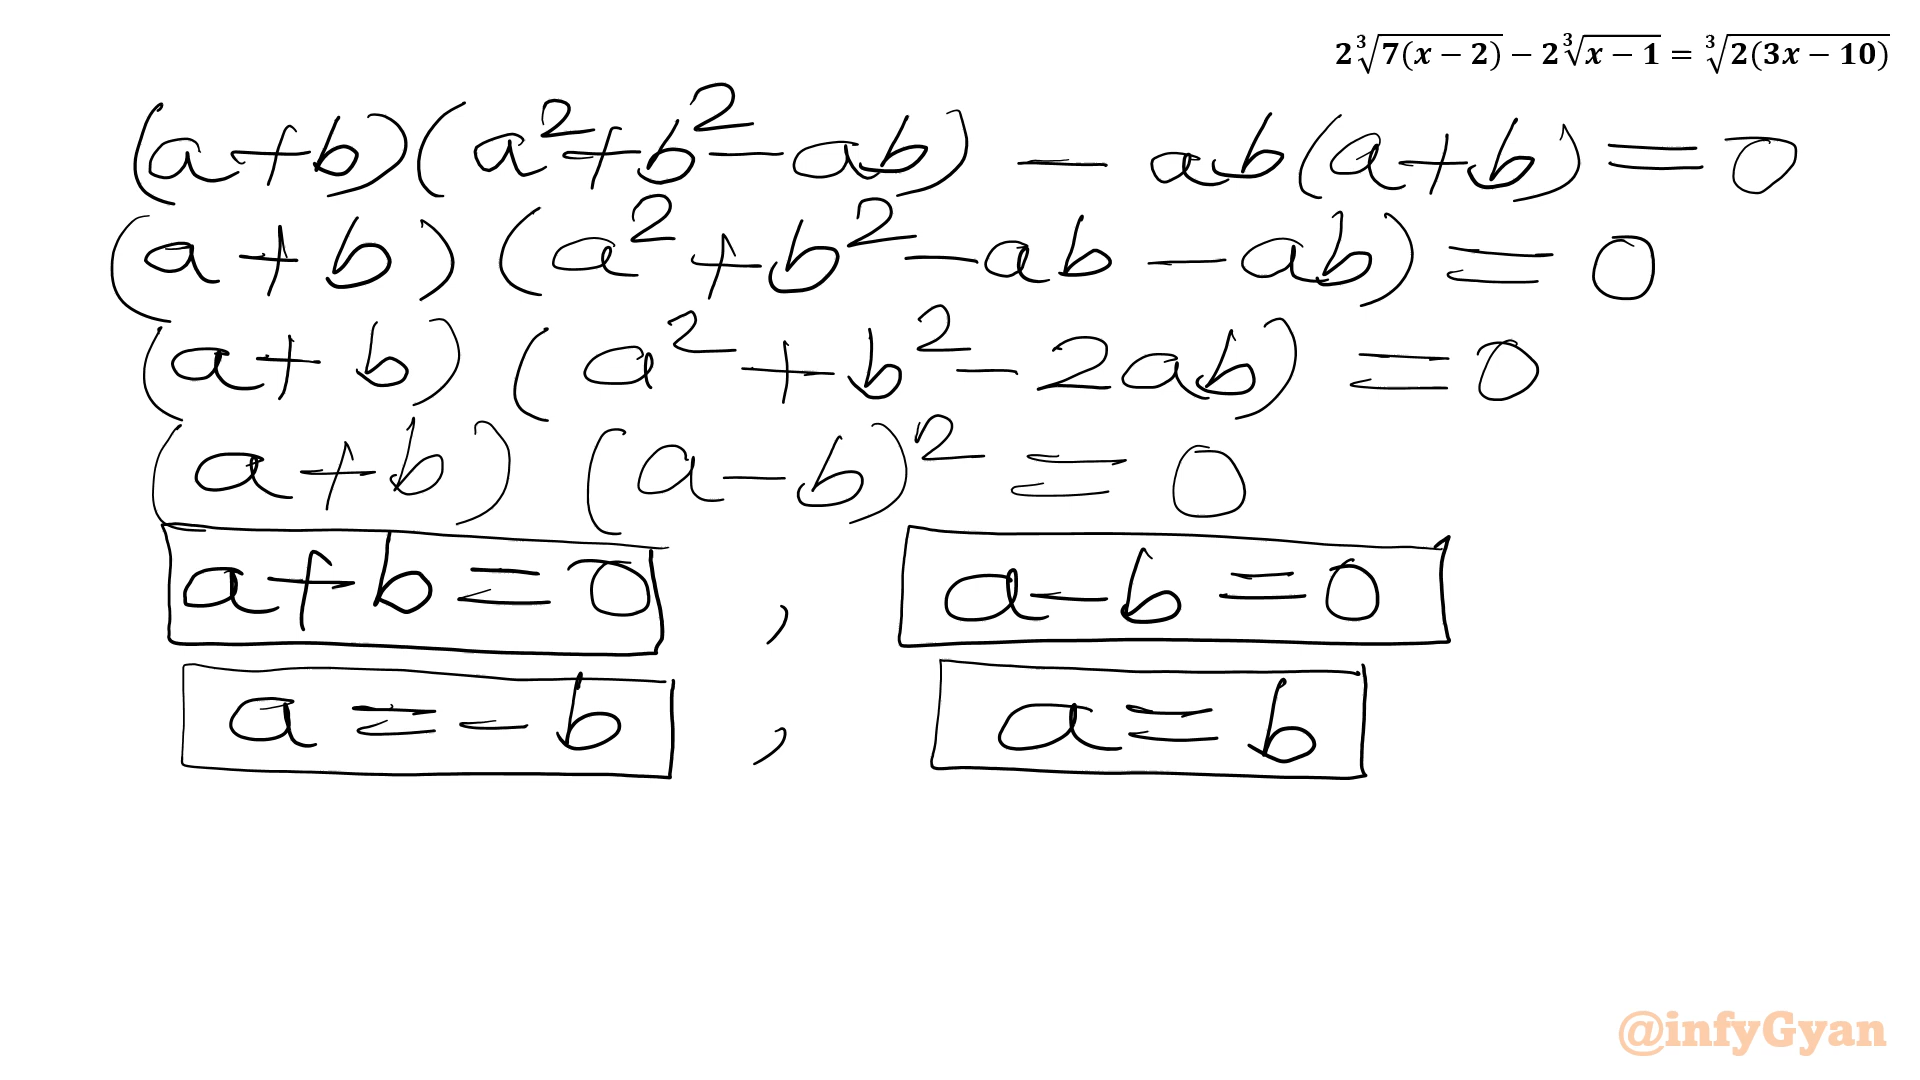 2∛7(x − 2) − 2∛x − 1 = ∛2(3x − 10)
(a+b)(a²+b²-ab) - ab(a+b) = 0
(a+b) (a²+b²-ab-ab) = 0
(a+b) (a²+b²-2ab) = 0
(a+b) (a-b)² = 0
a+b=0 , a-b=0
a=-b , a=b
@infyGyan